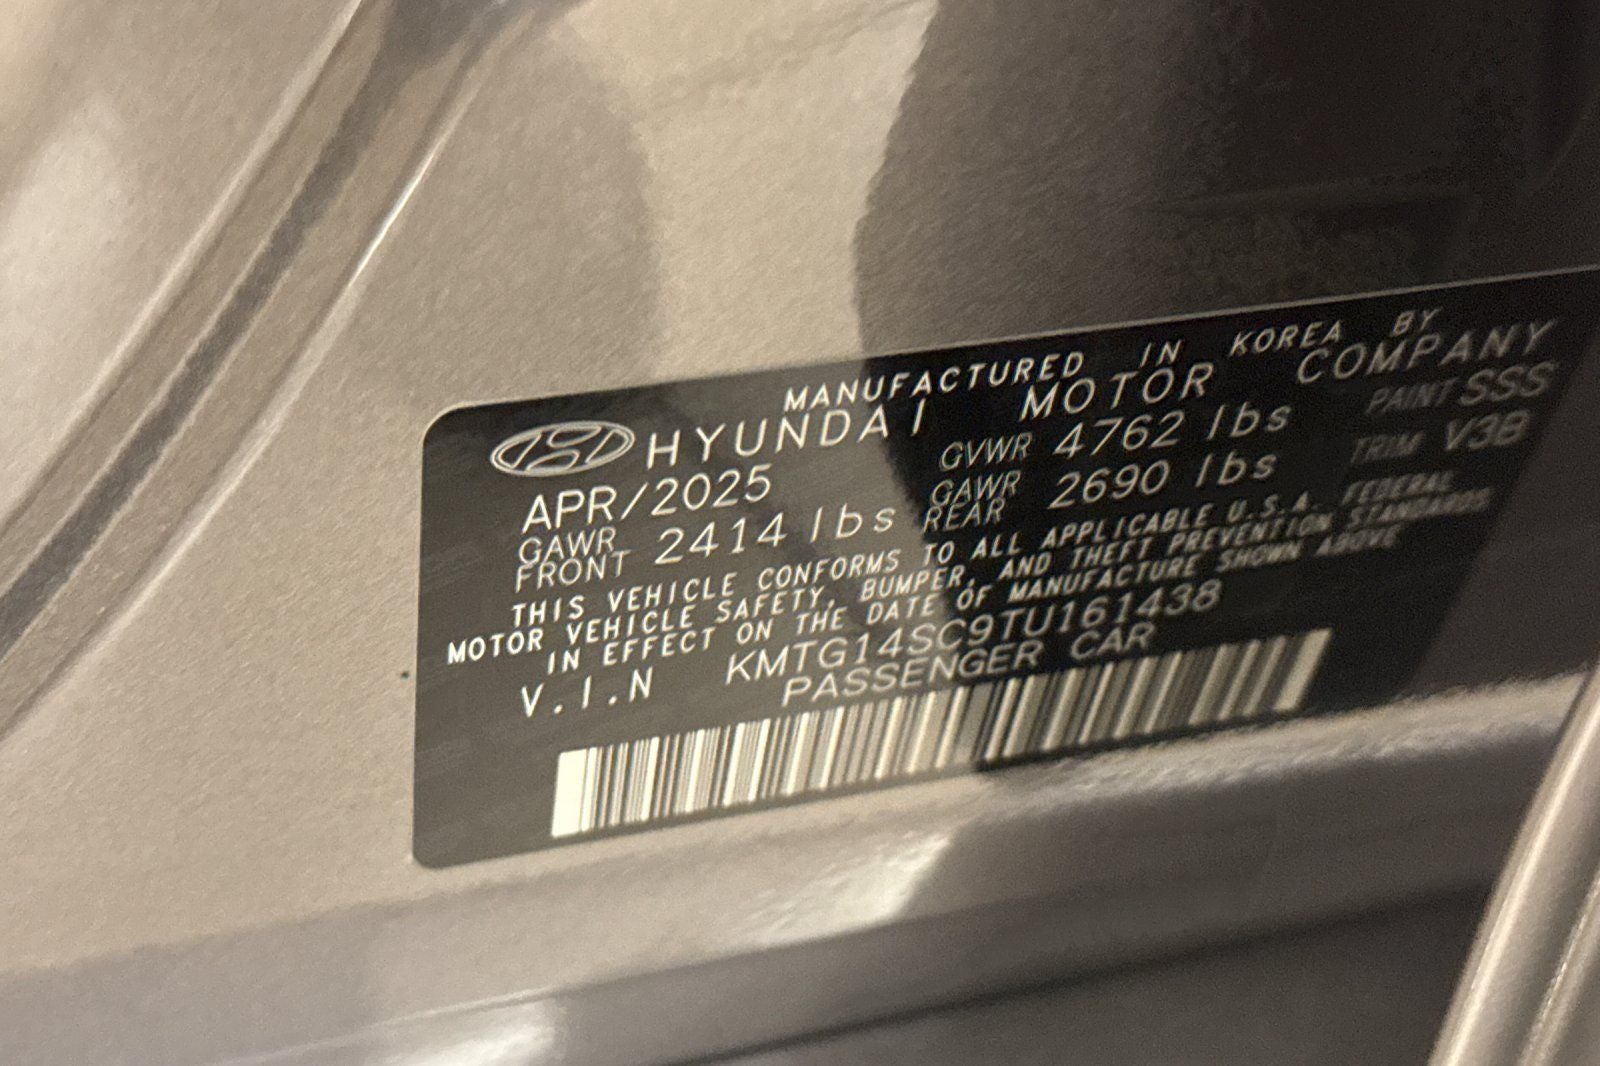 MANUFACTURED IN KOREA BY
HYUNDAI MOTOR COMPANY
APR/2025 GVWR 4762 lbs PAINT SSS
GAWR FRONT 2414 lbs GAWR REAR 2690 lbs TRIM V3B
THIS VEHICLE CONFORMS TO ALL APPLICABLE U.S.A. FEDERAL
MOTOR VEHICLE SAFETY, BUMPER, AND THEFT PREVENTION STANDARDS
IN EFFECT ON THE DATE OF MANUFACTURE SHOWN ABOVE
V.I.N KMTG14SC9TU161438
PASSENGER CAR